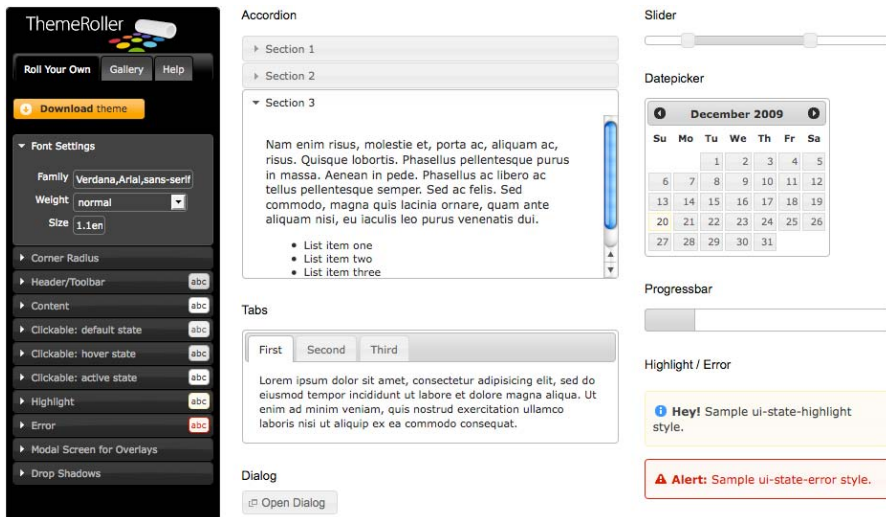 ThemeRoller
Roll Your Own
Gallery
Help
Download theme
Font Settings
Family Verdana,Arial,sans-serif
Weight normal
Size 1.1em
Corner Radius
Header/Toolbar abc
Content abc
Clickable: default state abc
Clickable: hover state abc
Clickable: active state abc
Highlight abc
Error abc
Modal Screen for Overlays
Drop Shadows
Accordion
Section 1
Section 2
Section 3
Nam enim risus, molestie et, porta ac, aliquam ac,
risus. Quisque lobortis. Phasellus pellentesque purus
in massa. Aenean in pede. Phasellus ac libero ac
tellus pellentesque semper. Sed ac felis. Sed
commodo, magna quis lacinia ornare, quam ante
aliquam nisi, eu iaculis leo purus venenatis dui.
List item one
List item two
List item three
Tabs
First Second Third
Lorem ipsum dolor sit amet, consectetur adipisicing elit, sed do
eiusmod tempor incididunt ut labore et dolore magna aliqua. Ut
enim ad minim veniam, quis nostrud exercitation ullamco
laboris nisi ut aliquip ex ea commodo consequat.
Dialog
Open Dialog
Slider
Datepicker
December 2009
Su Mo Tu We Th Fr Sa
1 2 3 4 5
6 7 8 9 10 11 12
13 14 15 16 17 18 19
20 21 22 23 24 25 26
27 28 29 30 31
Progressbar
Highlight / Error
Hey! Sample ui-state-highlight
style.
Alert: Sample ui-state-error style.